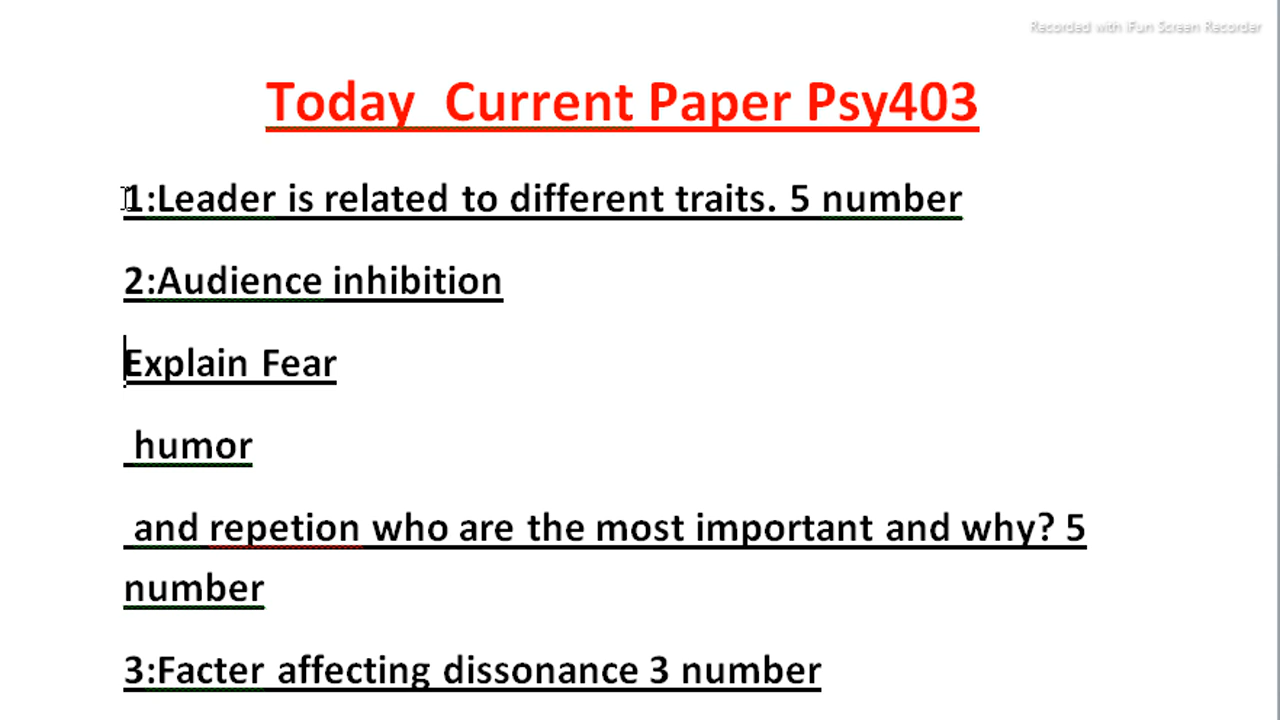 Recorded with iFun Screen Recorder
Today Current Paper Psy403
1:Leader is related to different traits. 5 number
2:Audience inhibition
Explain Fear
humor
and repetion who are the most important and why? 5
number
3:Facter affecting dissonance 3 number